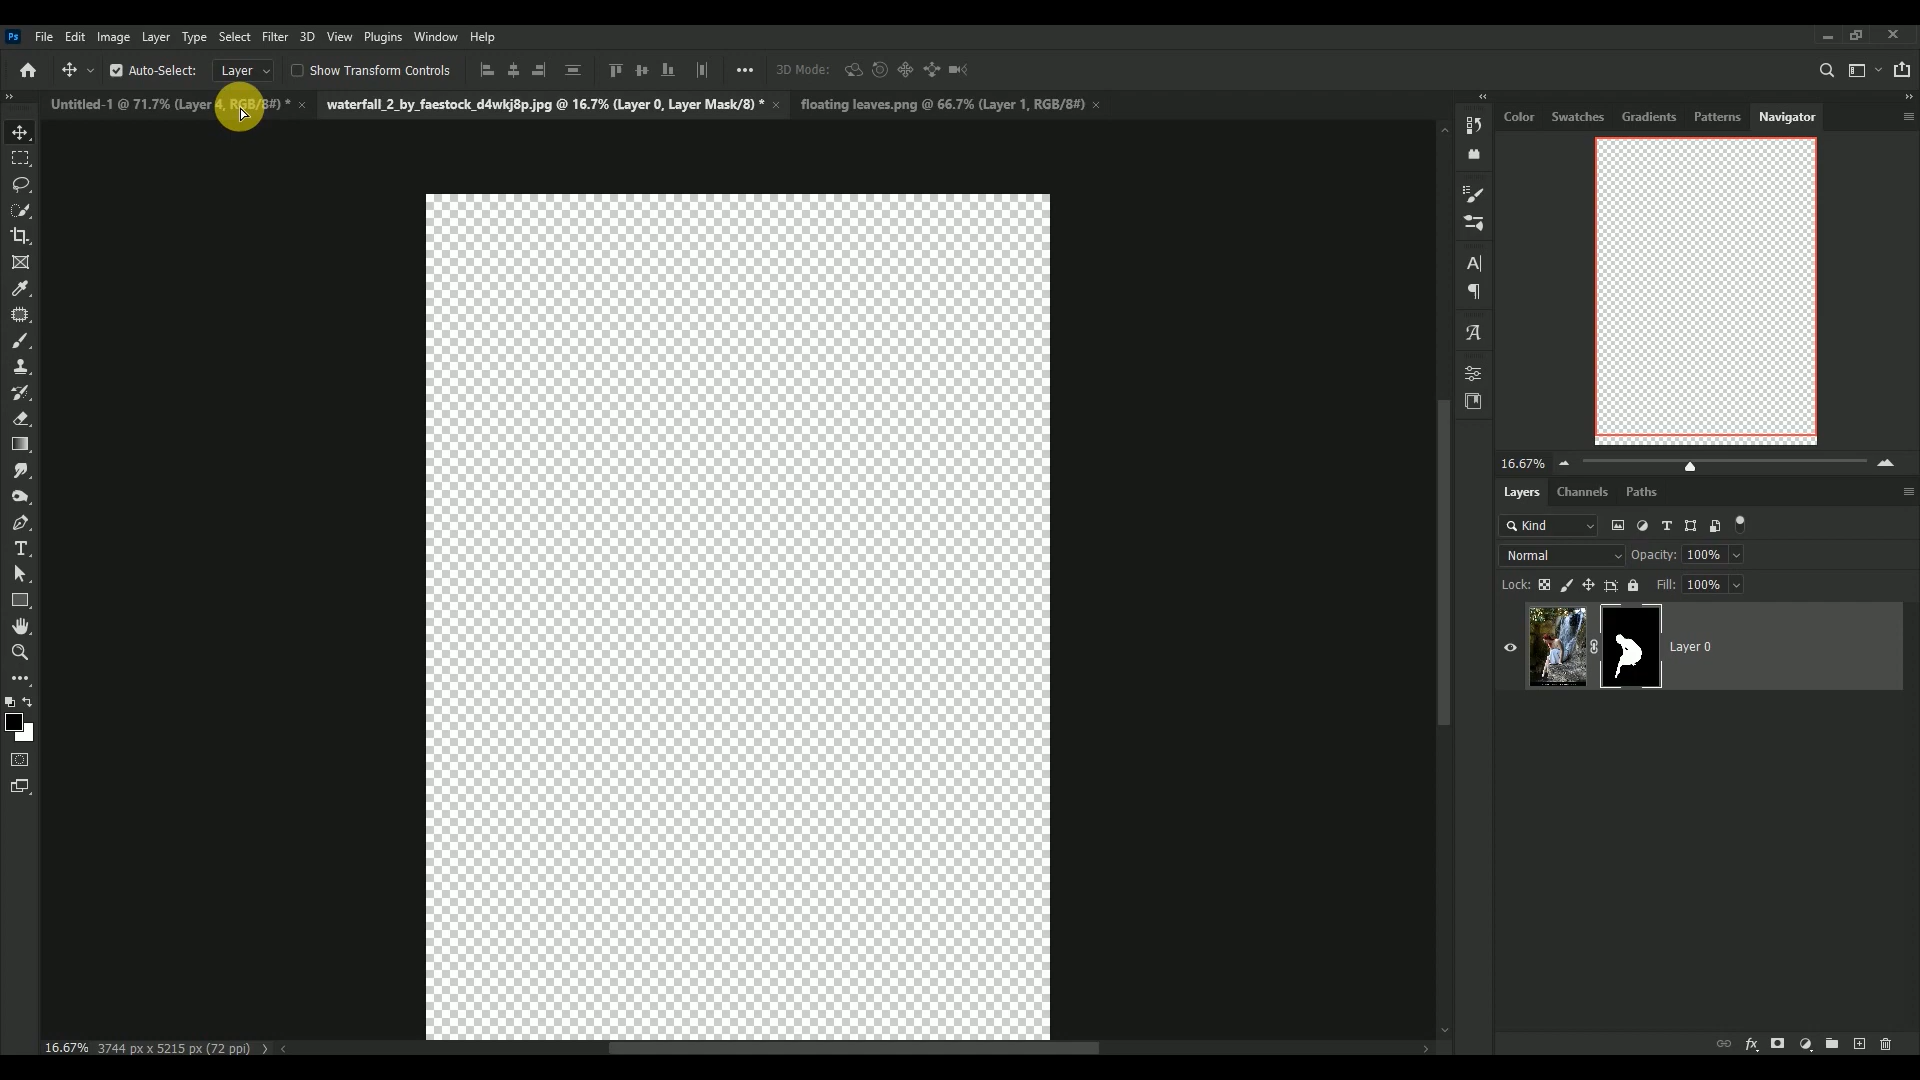 Ps File Edit Image Layer Type Select Filter 3D View Plugins Window Help
Auto-Select: Layer Show Transform Controls 3D Mode:
Untitled-1 @ 71.7% (Layer 4, RGB/8#) * × waterfall_2_by_faestock_d4wkj8p.jpg @ 16.7% (Layer 0, Layer Mask/8) * × floating leaves.png @ 66.7% (Layer 1, RGB/8#) ×
Color Swatches Gradients Patterns Navigator
16.67%
Layers Channels Paths
Kind
Normal Opacity: 100%
Lock: Fill: 100%
Layer 0
16.67% 3744 px x 5215 px (72 ppi)